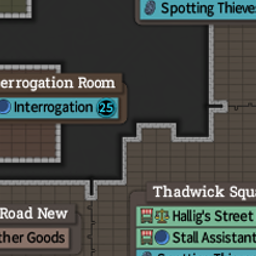 Spotting Thieves
Interrogation Room
Interrogation 25
Thadwick Squa
Road New
Hallig's Street
ther Goods
Stall Assistant